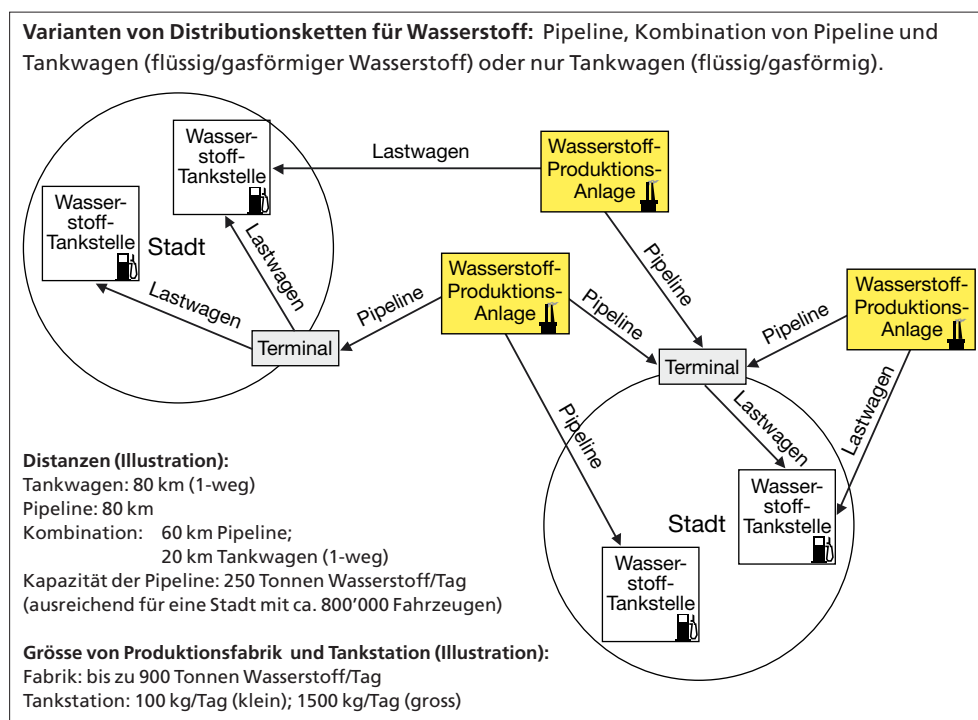 Varianten von Distributionsketten für Wasserstoff: Pipeline, Kombination von Pipeline und
Tankwagen (flüssig/gasförmiger Wasserstoff) oder nur Tankwagen (flüssig/gasförmig).
Wasser-
stoff-
Tankstelle
Lastwagen
Wasserstoff-
Produktions-
Anlage
Wasser-
stoff-
Tankstelle
Stadt
Lastwagen
Lastwagen
Terminal
Pipeline
Wasserstoff-
Produktions-
Anlage
Pipeline
Pipeline
Pipeline
Wasserstoff-
Produktions-
Anlage
Terminal
Pipeline
Lastwagen
Lastwagen
Stadt
Wasser-
stoff-
Tankstelle
Wasser-
stoff-
Tankstelle
Distanzen (Illustration):
Tankwagen: 80 km (1-weg)
Pipeline: 80 km
Kombination: 60 km Pipeline;
20 km Tankwagen (1-weg)
Kapazität der Pipeline: 250 Tonnen Wasserstoff/Tag
(ausreichend für eine Stadt mit ca. 800’000 Fahrzeugen)
Grösse von Produktionsfabrik und Tankstation (Illustration):
Fabrik: bis zu 900 Tonnen Wasserstoff/Tag
Tankstation: 100 kg/Tag (klein); 1500 kg/Tag (gross)